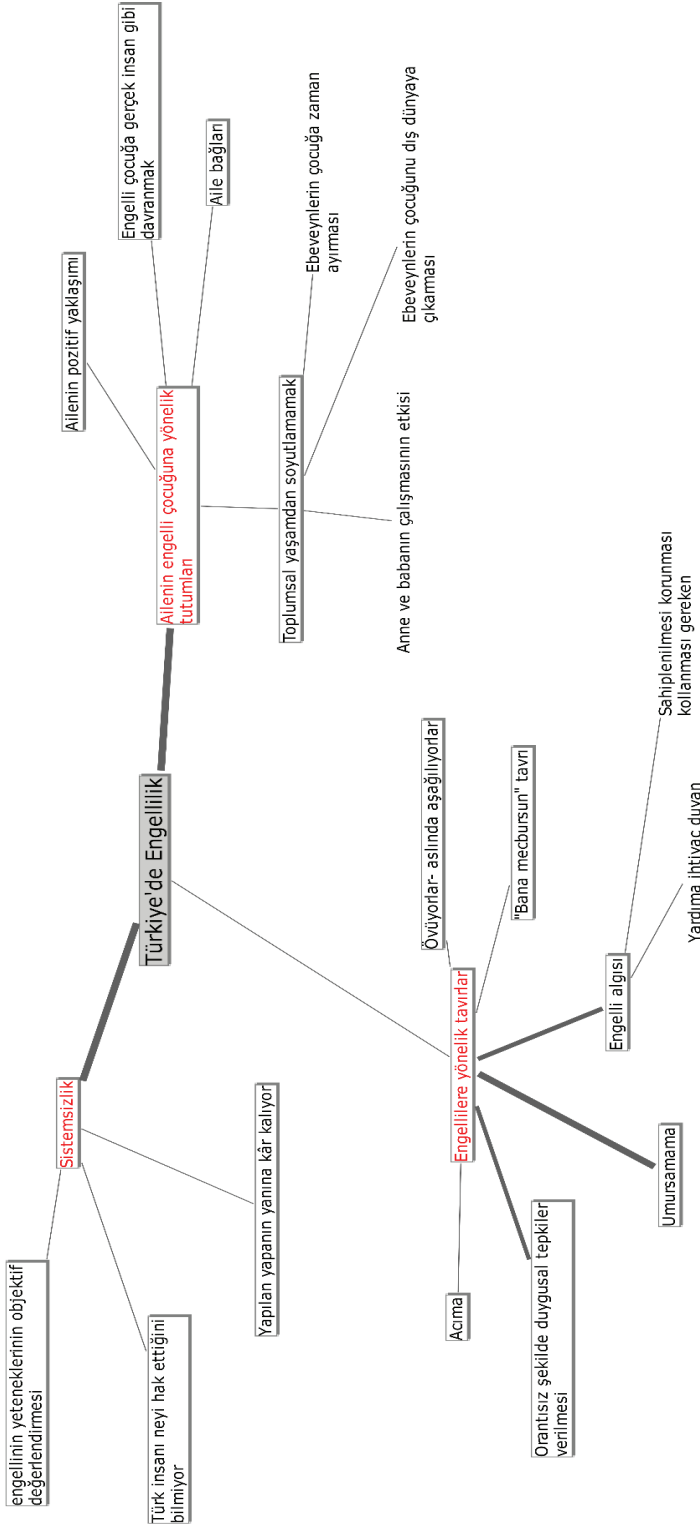 Türkiye'de Engellilik
Sistemsizlik
engellinin yeteneklerinin objektif
değerlendirmesi
Türk insanı neyi hak ettiğini
bilmiyor
Yapılan yapanın yanına kâr kalıyor
Ailenin engelli çocuğuna yönelik
tutumları
Ailenin pozitif yaklaşımı
Engelli çocuğa gerçek insan gibi
davranmak
Aile bağları
Toplumsal yaşamdan soyutlamamak
Ebeveynlerin çocuğa zaman
ayırması
Ebeveynlerin çocuğunu dış dünyaya
çıkarması
Anne ve babanın çalışmasının etkisi
Engellilere yönelik tavırlar
Övüyorlar- aslında aşağılıyorlar
"Bana mecbursun" tavrı
Engelli algısı
Sahiplenilmesi korunması
kollanması gereken
Yardıma ihtiyaç duyan
Umursamama
Orantısız şekilde duygusal tepkiler
verilmesi
Acıma